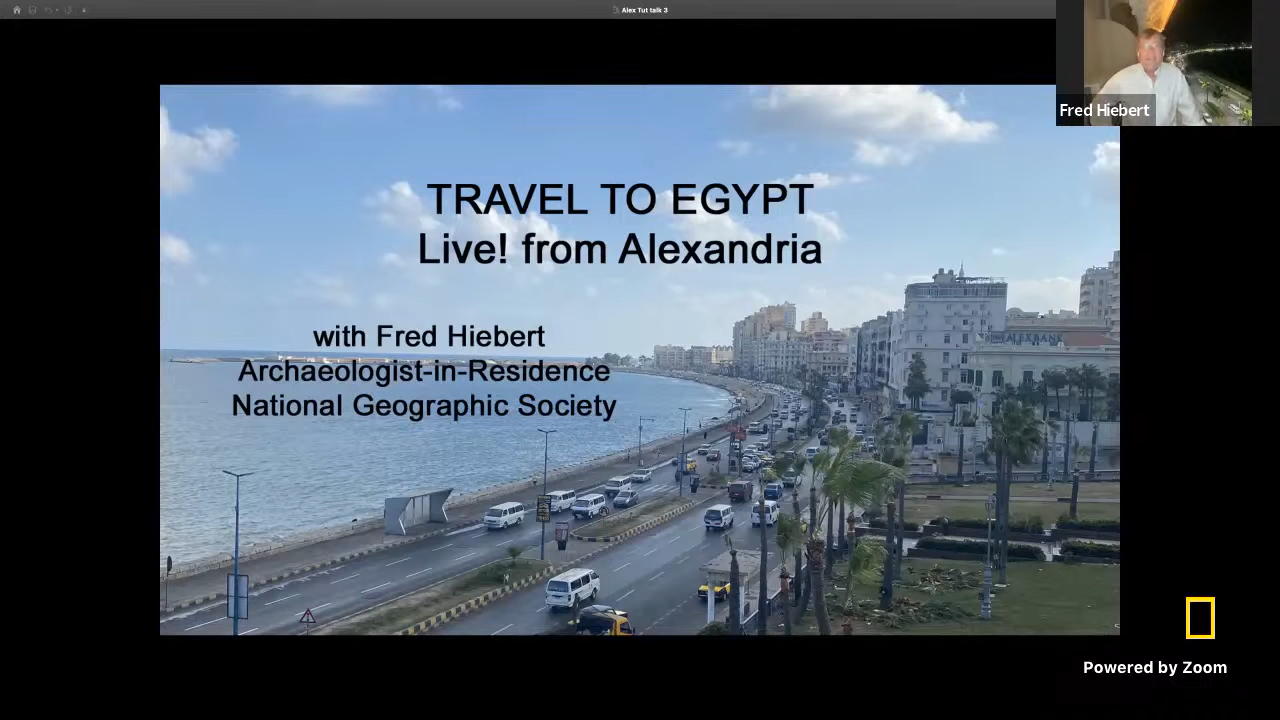 Alex Tut talk 3
Fred Hiebert
TRAVEL TO EGYPT
Live! from Alexandria
with Fred Hiebert
Archaeologist-in-Residence
National Geographic Society
ALEXBANK
Powered by Zoom